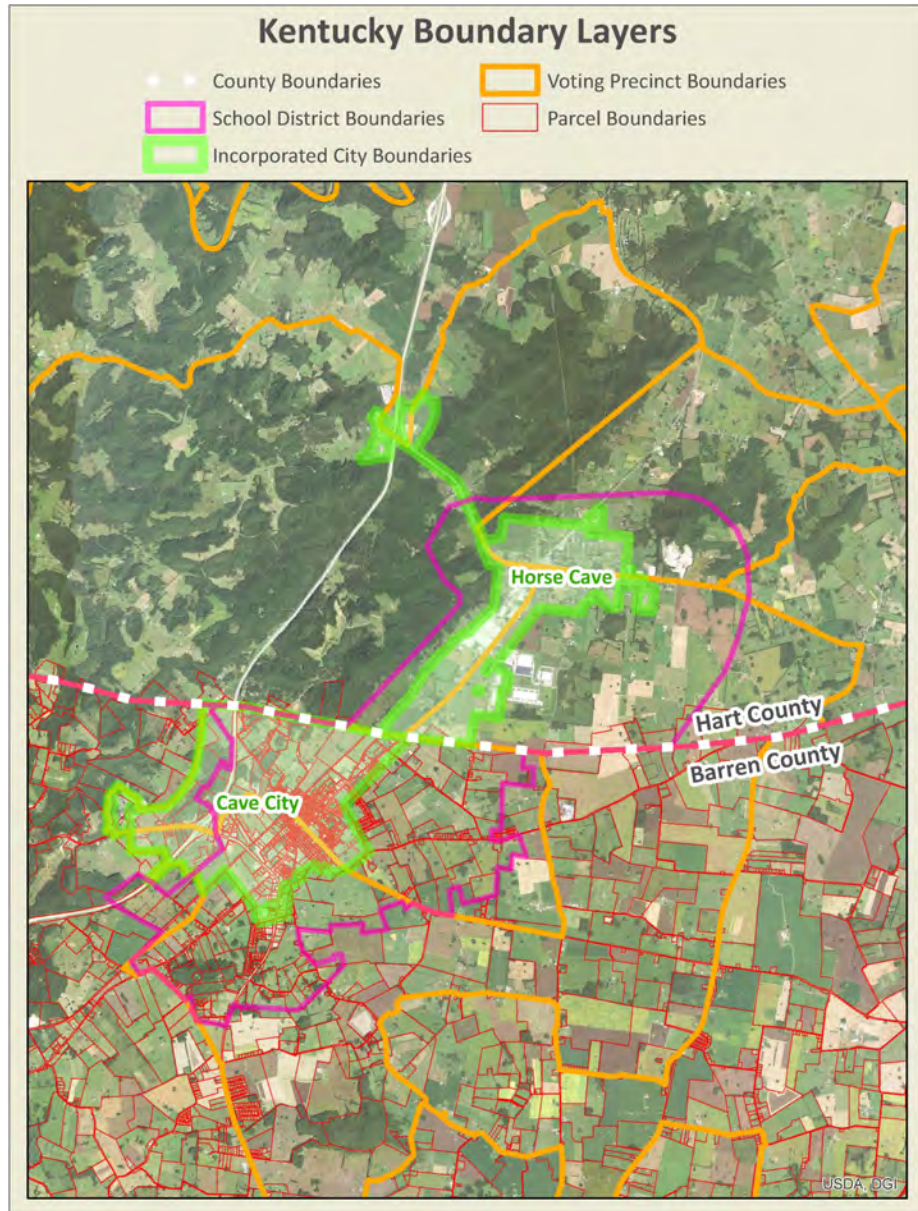 Kentucky Boundary Layers
County Boundaries
Voting Precinct Boundaries
School District Boundaries
Parcel Boundaries
Incorporated City Boundaries
Horse Cave
Hart County
Barren County
Cave City
USDA, DGI